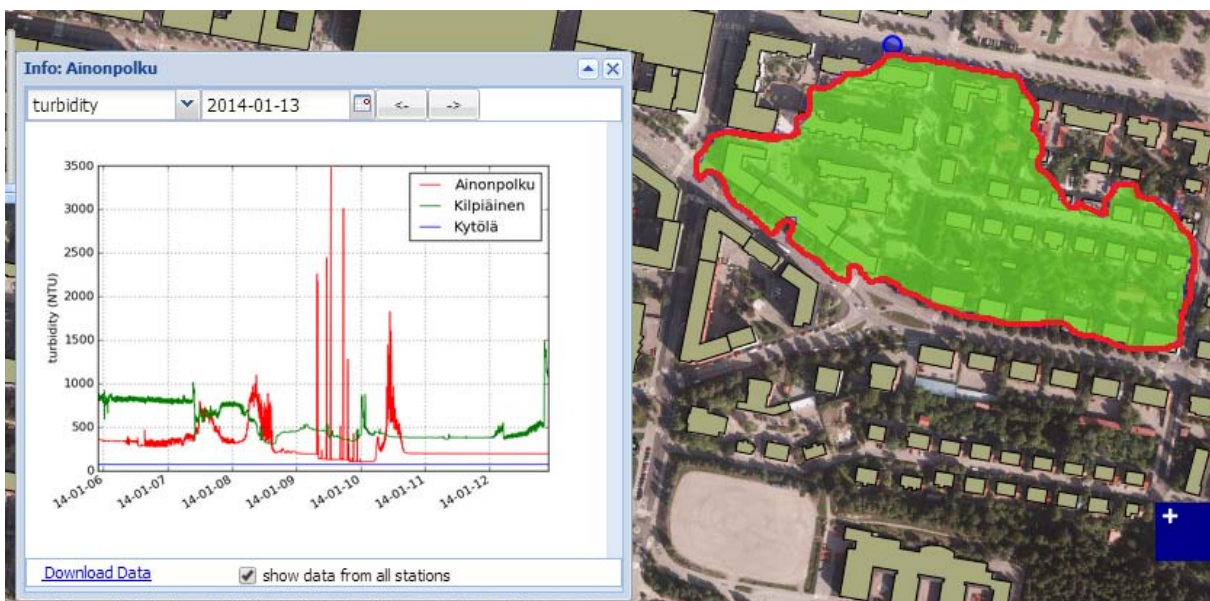 Info: Ainonpolku
turbidity 2014-01-13 <- ->
3500
3000
2500
2000
1500
1000
500
0
turbidity (NTU)
Ainonpolku
Kilpiäinen
Kytölä
14-01-06 14-01-07 14-01-08 14-01-09 14-01-10 14-01-11 14-01-12
Download Data show data from all stations
+